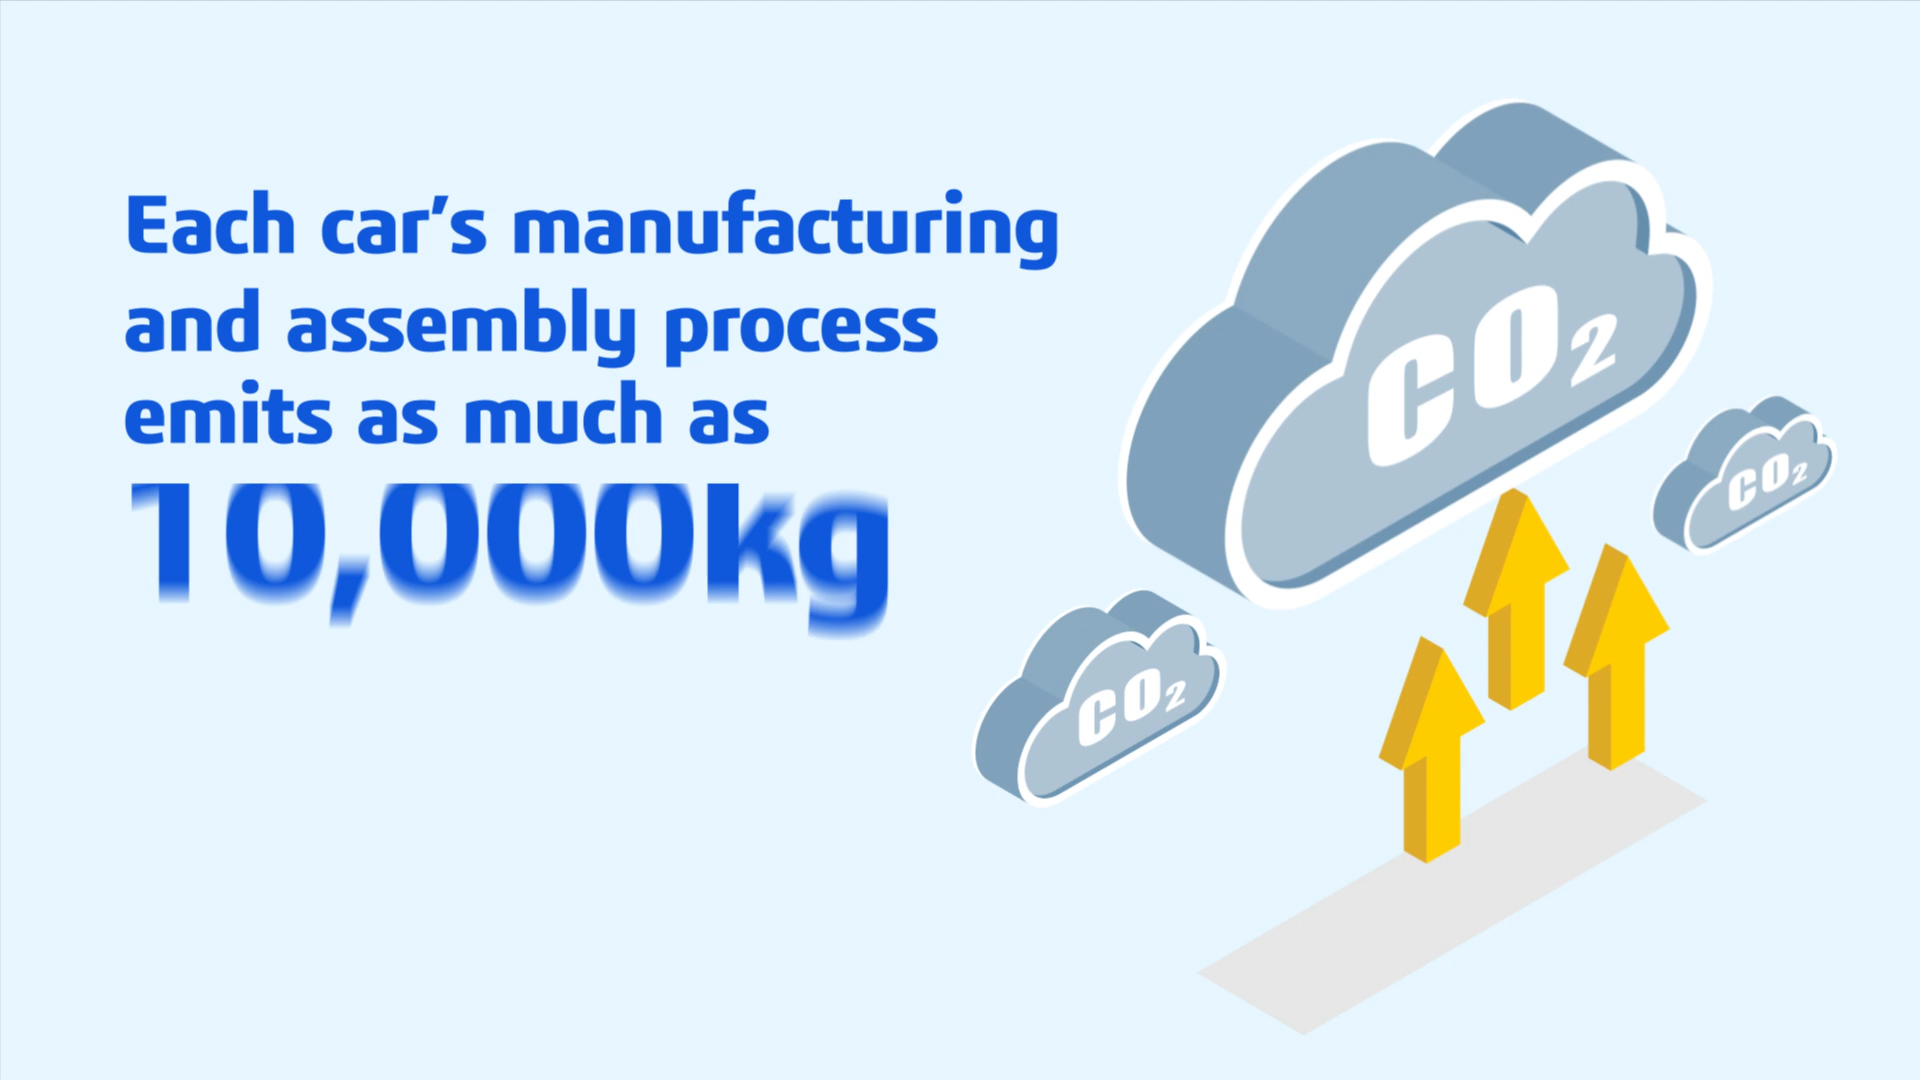 Each car’s manufacturing
and assembly process
emits as much as
10,000kg
CO₂
CO₂
CO₂